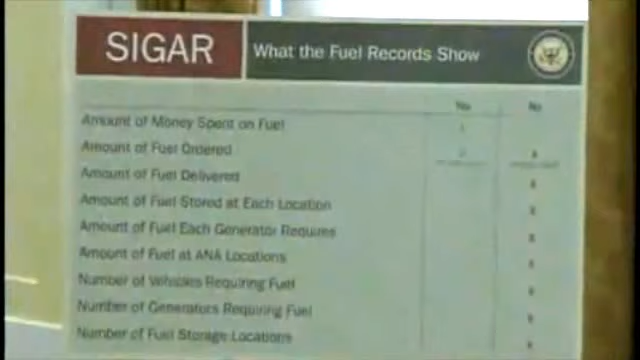 SIGAR What the Fuel Records Show
Yes No
Amount of Money Spent on Fuel
Amount of Fuel Ordered
Amount of Fuel Delivered
Amount of Fuel Stored at Each Location
Amount of Fuel Each Generator Requires
Amount of Fuel at ANA Locations
Number of Vehicles Requiring Fuel
Number of Generators Requiring Fuel
Number of Fuel Storage Locations